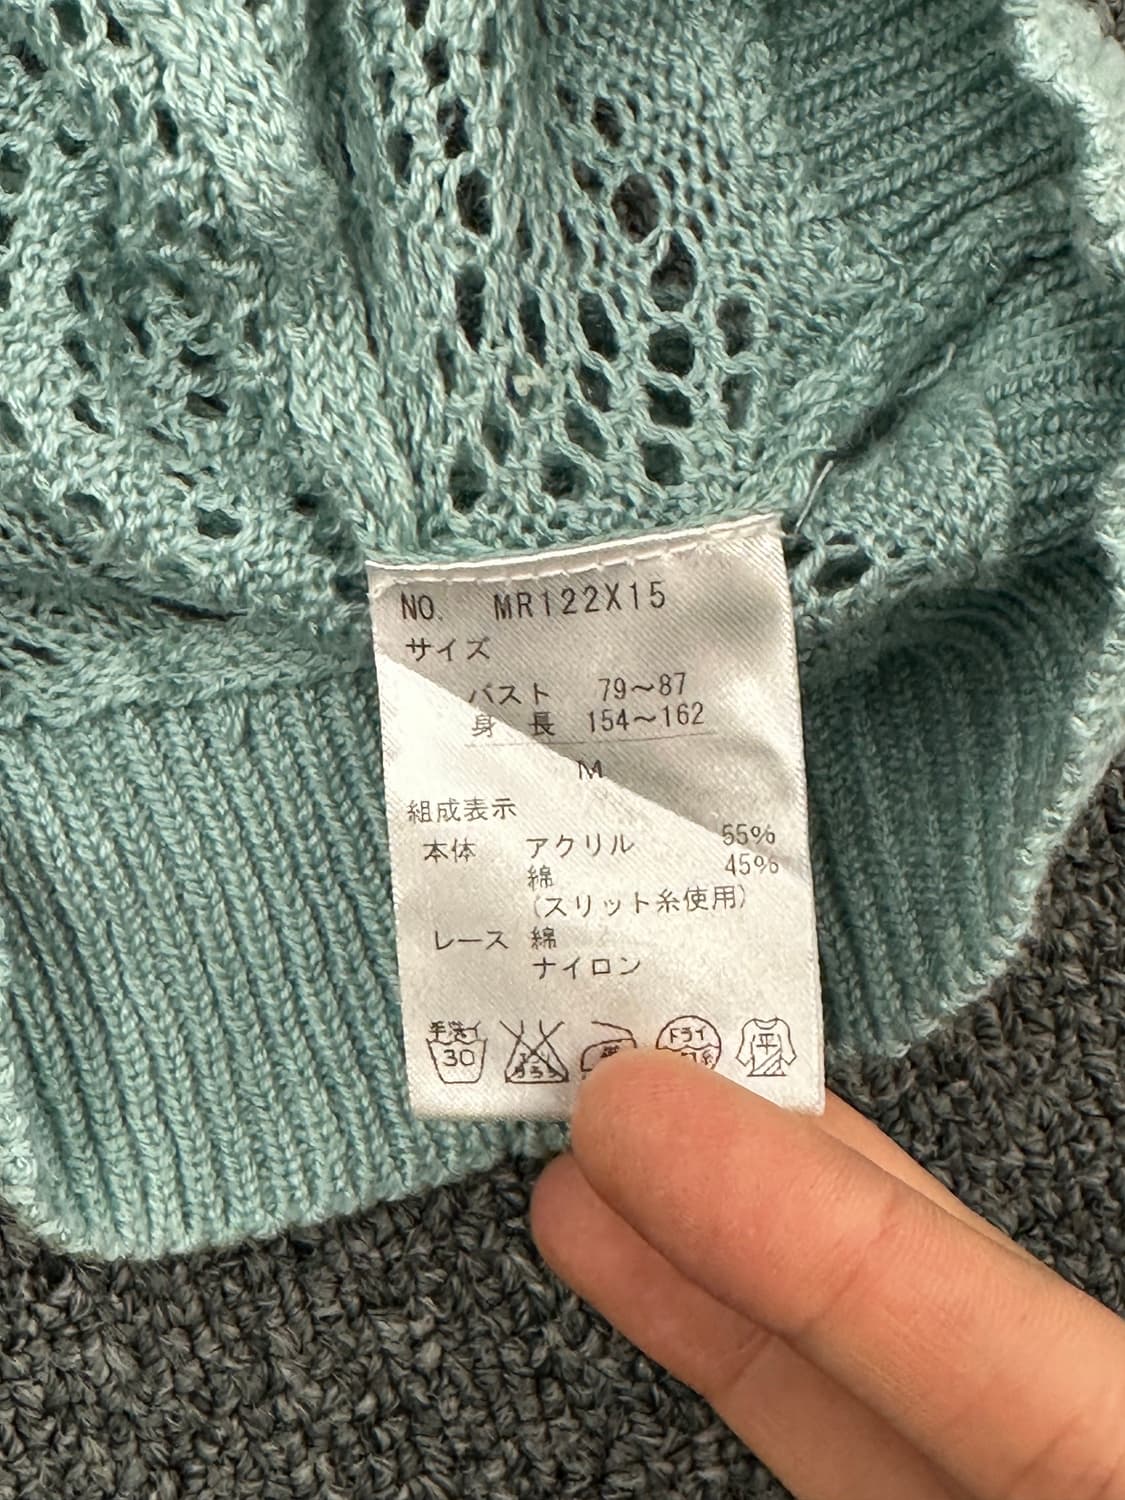 NO. MR122X15
サイズ
バスト 79〜87
身長 154〜162
M
組成表示
本体 アクリル 55%
綿 45%
(スリット糸使用)
レース 綿
ナイロン
手洗イ ドライ
30 平